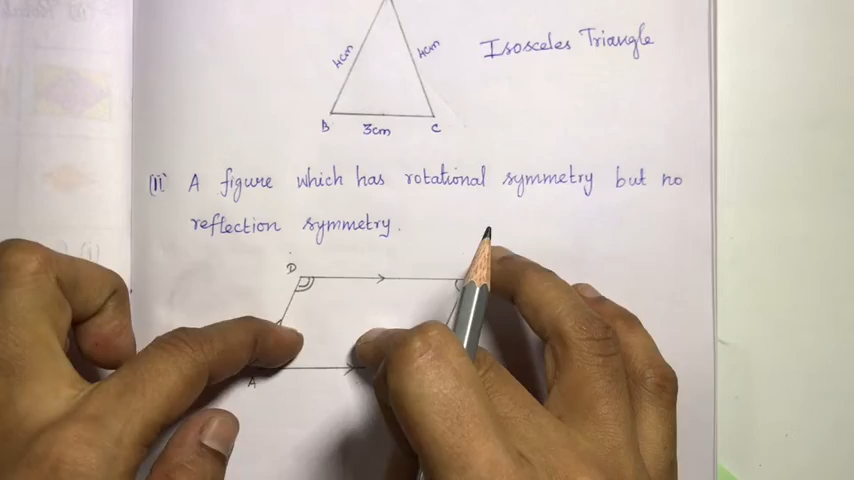 4cm
4cm
Isosceles Triangle
B
3cm
C
(ii) A figure which has rotational symmetry but no
reflection symmetry.
D
A